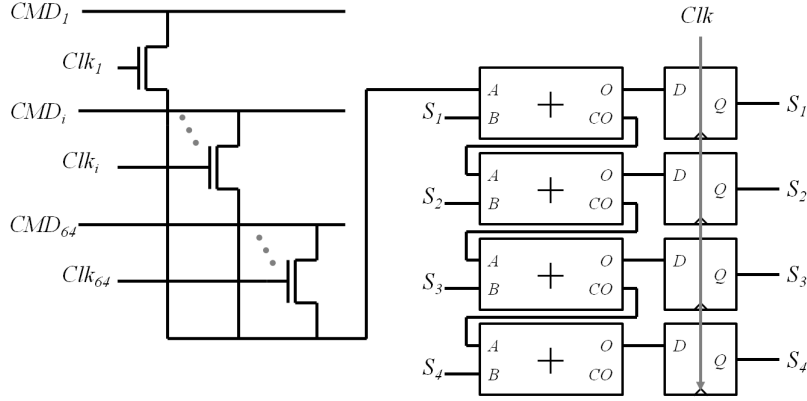 CMD1
Clk1
CMDi
Clki
CMD64
Clk64
Clk
A O D
S1 B + CO Q S1
A O D
S2 B + CO Q S2
A O D
S3 B + CO Q S3
A O D
S4 B + CO Q S4